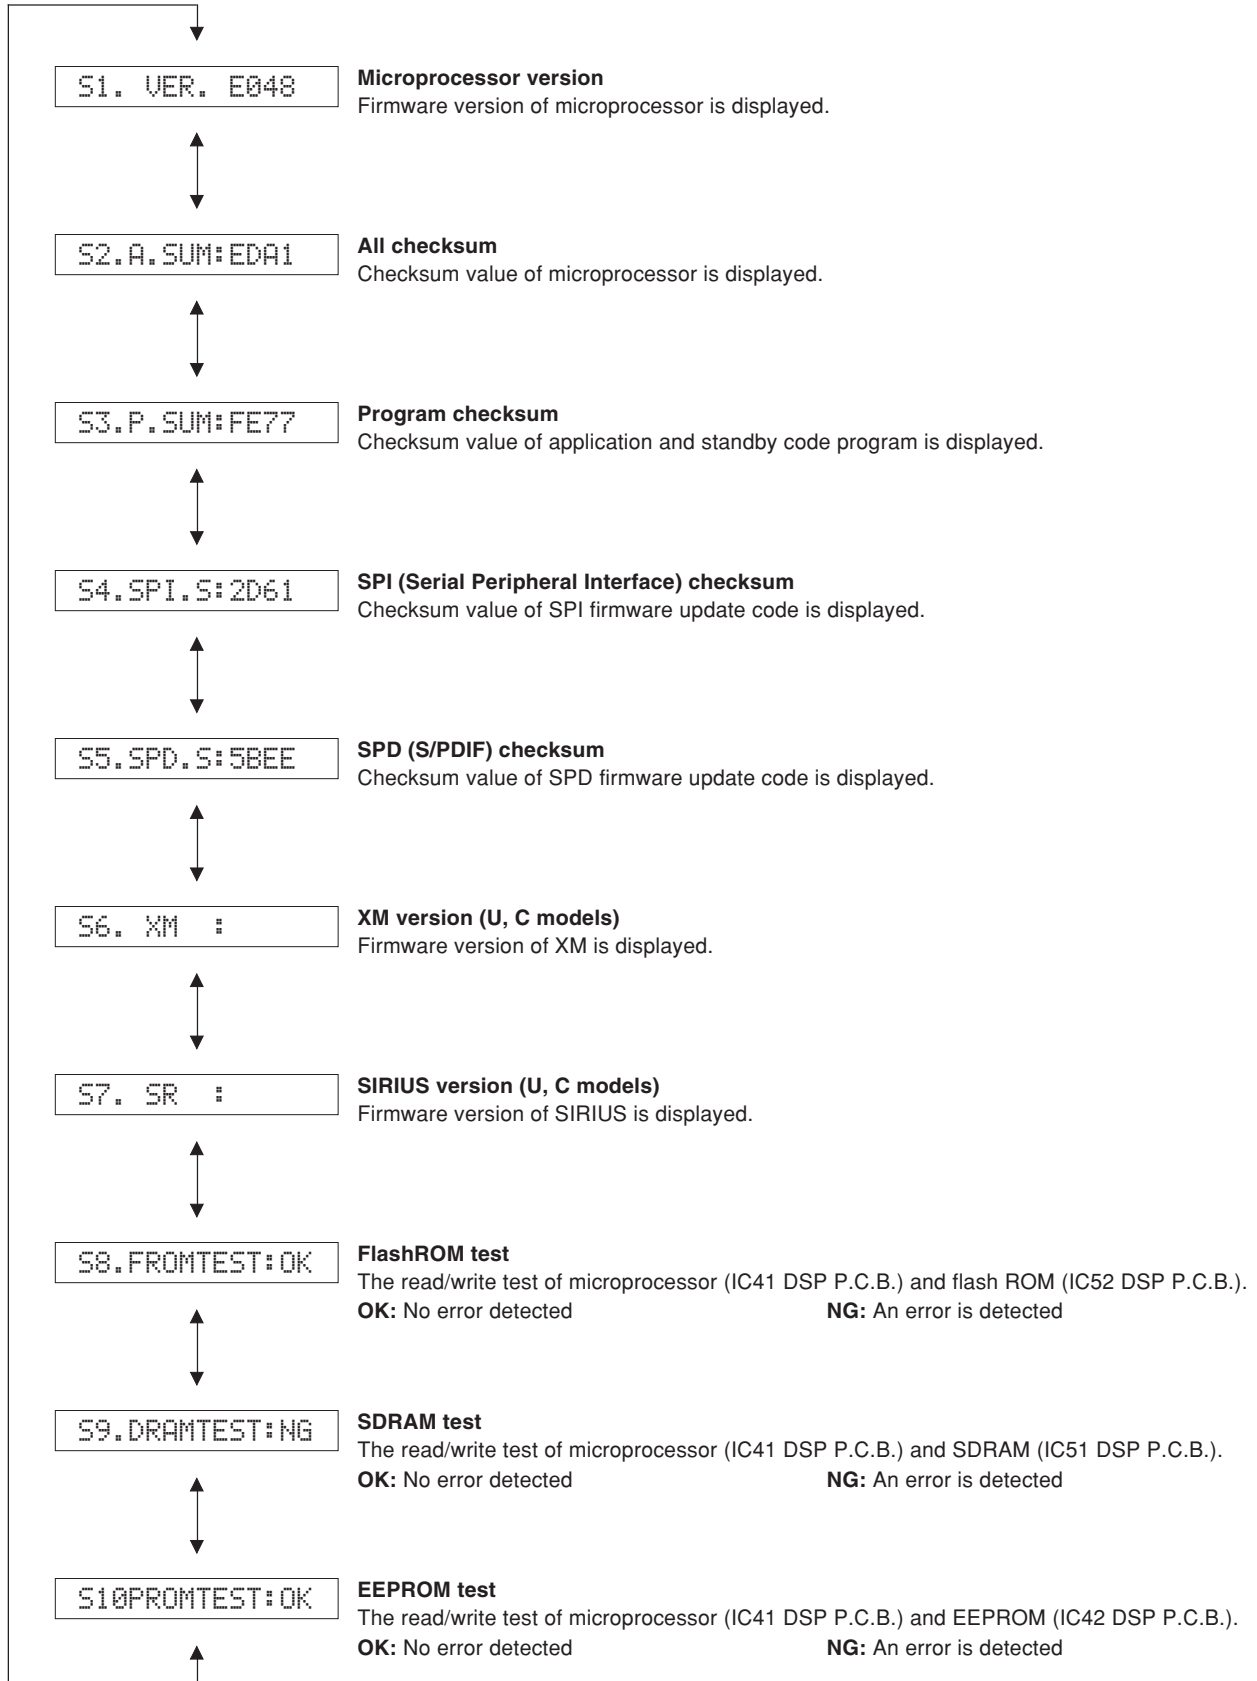 S1. VER. E048
Microprocessor version
Firmware version of microprocessor is displayed.
S2.A.SUM:EDA1
All checksum
Checksum value of microprocessor is displayed.
S3.P.SUM:FE77
Program checksum
Checksum value of application and standby code program is displayed.
S4.SPI.S:2D61
SPI (Serial Peripheral Interface) checksum
Checksum value of SPI firmware update code is displayed.
S5.SPD.S:5BEE
SPD (S/PDIF) checksum
Checksum value of SPD firmware update code is displayed.
S6. XM :
XM version (U, C models)
Firmware version of XM is displayed.
S7. SR :
SIRIUS version (U, C models)
Firmware version of SIRIUS is displayed.
S8.FROMTEST:OK
FlashROM test
The read/write test of microprocessor (IC41 DSP P.C.B.) and flash ROM (IC52 DSP P.C.B.).
OK: No error detected NG: An error is detected
S9.DRAMTEST:NG
SDRAM test
The read/write test of microprocessor (IC41 DSP P.C.B.) and SDRAM (IC51 DSP P.C.B.).
OK: No error detected NG: An error is detected
S10PROMTEST:OK
EEPROM test
The read/write test of microprocessor (IC41 DSP P.C.B.) and EEPROM (IC42 DSP P.C.B.).
OK: No error detected NG: An error is detected